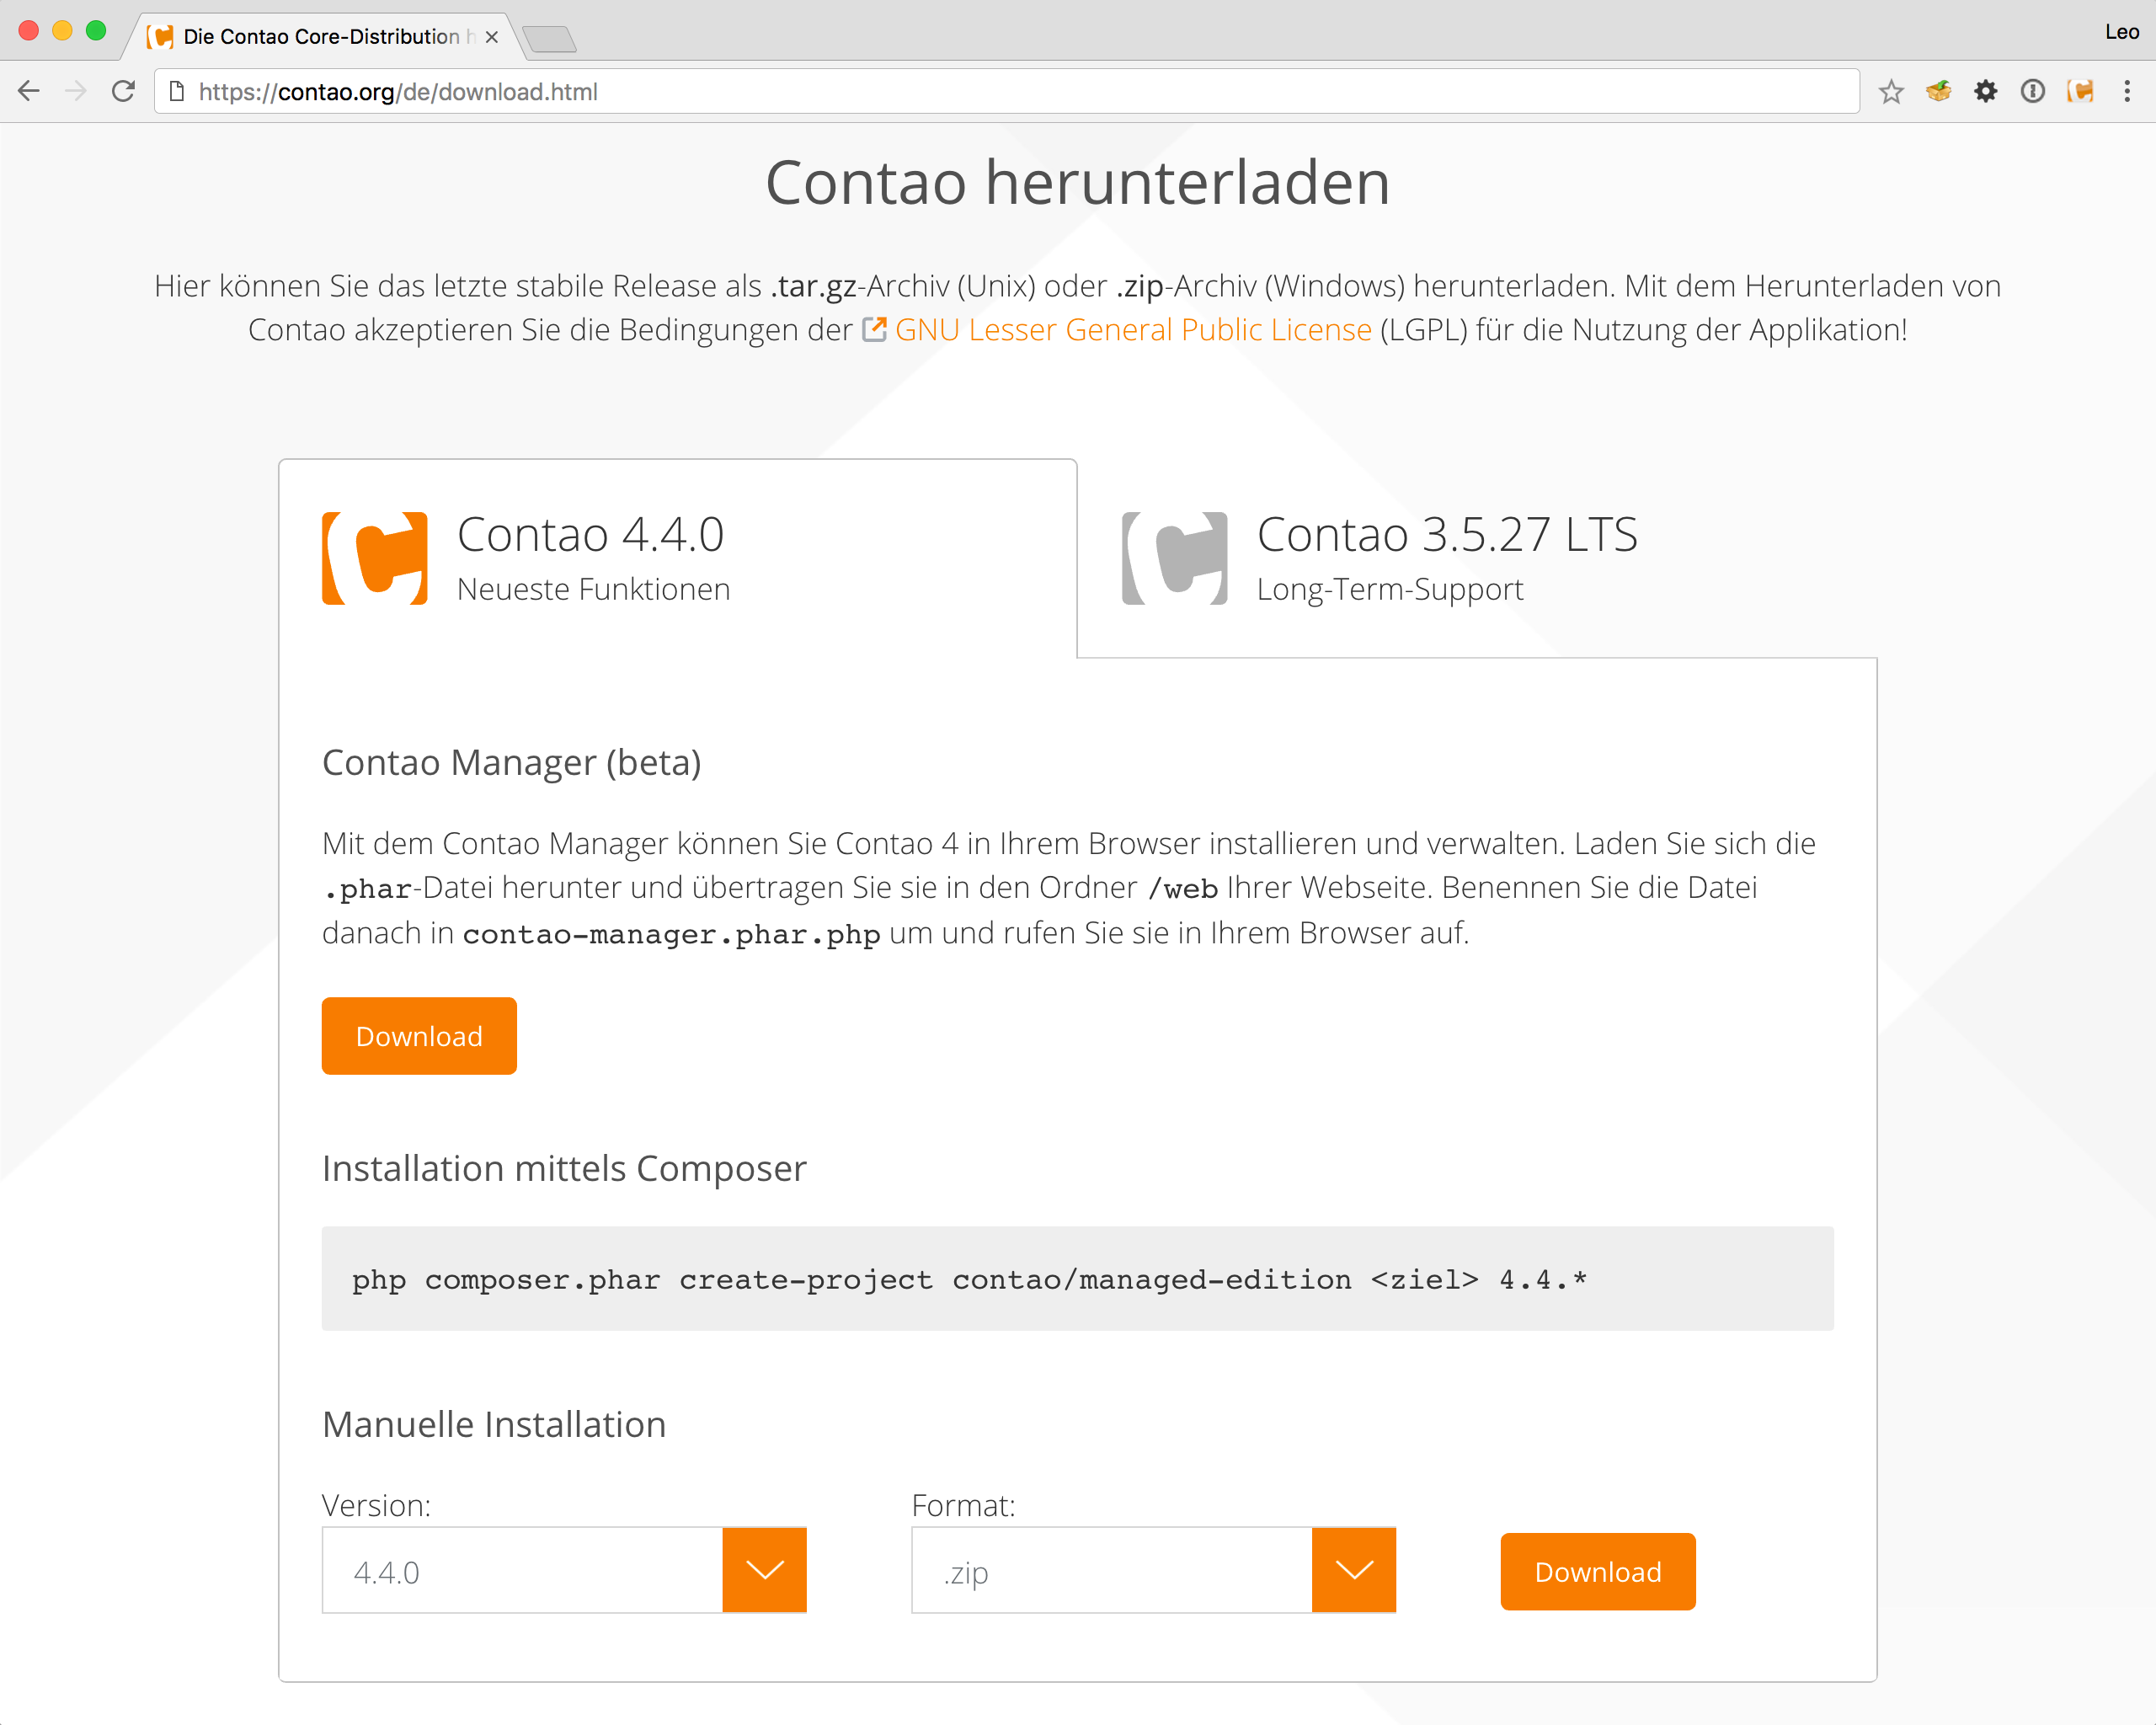 Die Contao Core-Distribution
Leo
https://contao.org/de/download.html
Contao herunterladen
Hier können Sie das letzte stabile Release als .tar.gz-Archiv (Unix) oder .zip-Archiv (Windows) herunterladen. Mit dem Herunterladen von
Contao akzeptieren Sie die Bedingungen der GNU Lesser General Public License (LGPL) für die Nutzung der Applikation!
Contao 4.4.0
Neueste Funktionen
Contao 3.5.27 LTS
Long-Term-Support
Contao Manager (beta)
Mit dem Contao Manager können Sie Contao 4 in Ihrem Browser installieren und verwalten. Laden Sie sich die
.phar-Datei herunter und übertragen Sie sie in den Ordner /web Ihrer Webseite. Benennen Sie die Datei
danach in contao-manager.phar.php um und rufen Sie sie in Ihrem Browser auf.
Download
Installation mittels Composer
php composer.phar create-project contao/managed-edition <ziel> 4.4.*
Manuelle Installation
Version:
Format:
4.4.0
.zip
Download